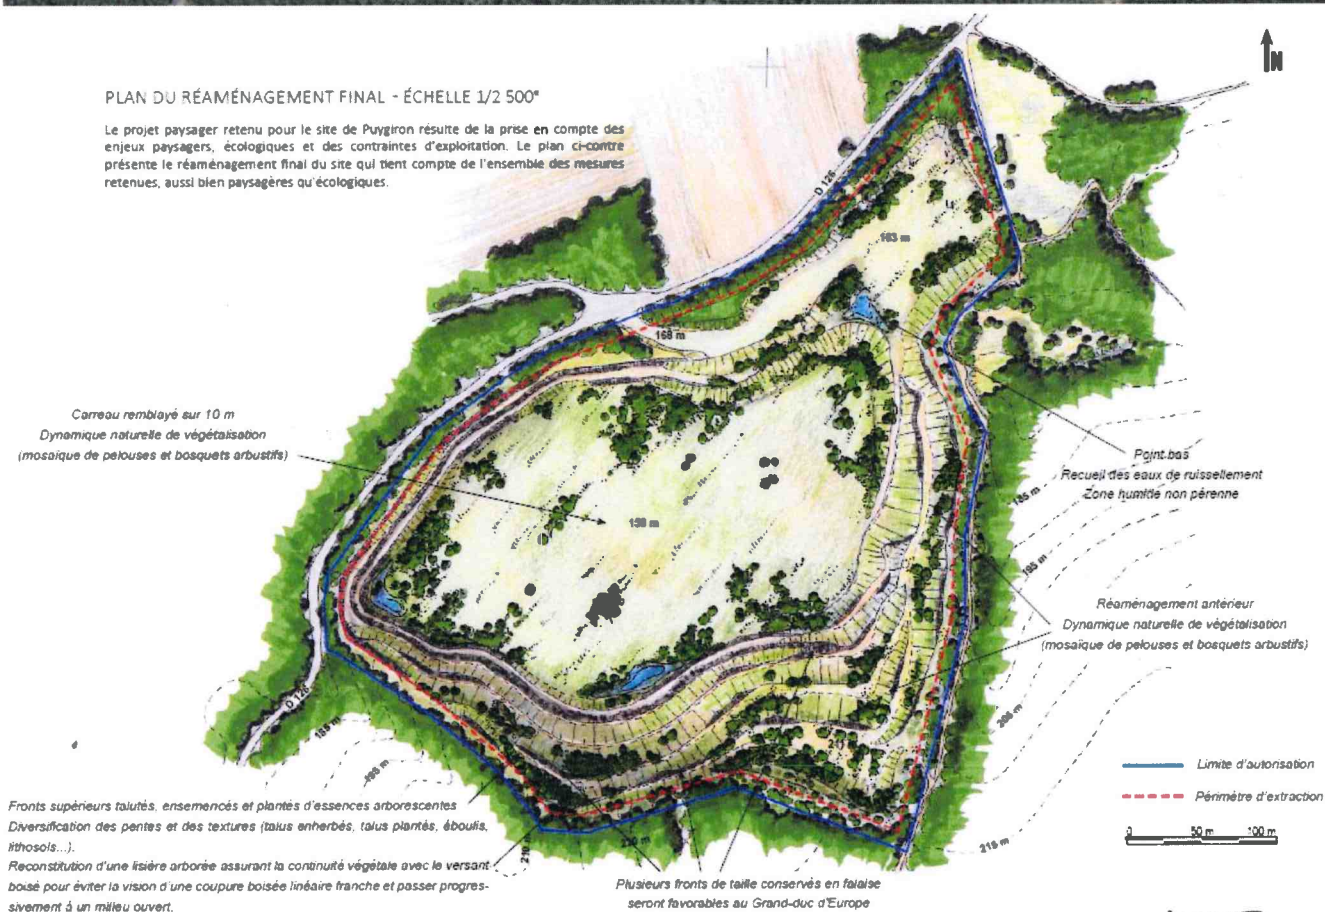 PLAN DU RÉAMÉNAGEMENT FINAL - ÉCHELLE 1/2 500e
Le projet paysager retenu pour le site de Puygiron résulte de la prise en compte des
enjeux paysagers, écologiques et des contraintes d'exploitation. Le plan ci-contre
présente le réaménagement final du site qui tient compte de l'ensemble des mesures
retenues, aussi bien paysagères qu'écologiques.
N
D 126
163 m
168 m
Carreau remblayé sur 10 m
Dynamique naturelle de végétalisation
(mosaïque de pelouses et bosquets arbustifs)
Point bas
Recueil des eaux de ruissellement
Zone humide non pérenne
185 m
195 m
Réaménagement antérieur
Dynamique naturelle de végétalisation
(mosaïque de pelouses et bosquets arbustifs)
D 126
185 m
195 m
205 m
Limite d'autorisation
Périmètre d'extraction
0 50 m 100 m
Fronts supérieurs talutés, ensemencés et plantés d'essences arborescentes
Diversification des pentes et des textures (talus enherbés, talus plantés, éboulis,
lithosols...).
Reconstitution d'une lisière arborée assurant la continuité végétale avec le versant
boisé pour éviter la vision d'une coupure boisée linéaire franche et passer progres-
sivement à un milieu ouvert.
210
220 m
215 m
Plusieurs fronts de taille conservés en falaise
seront favorables au Grand-duc d'Europe